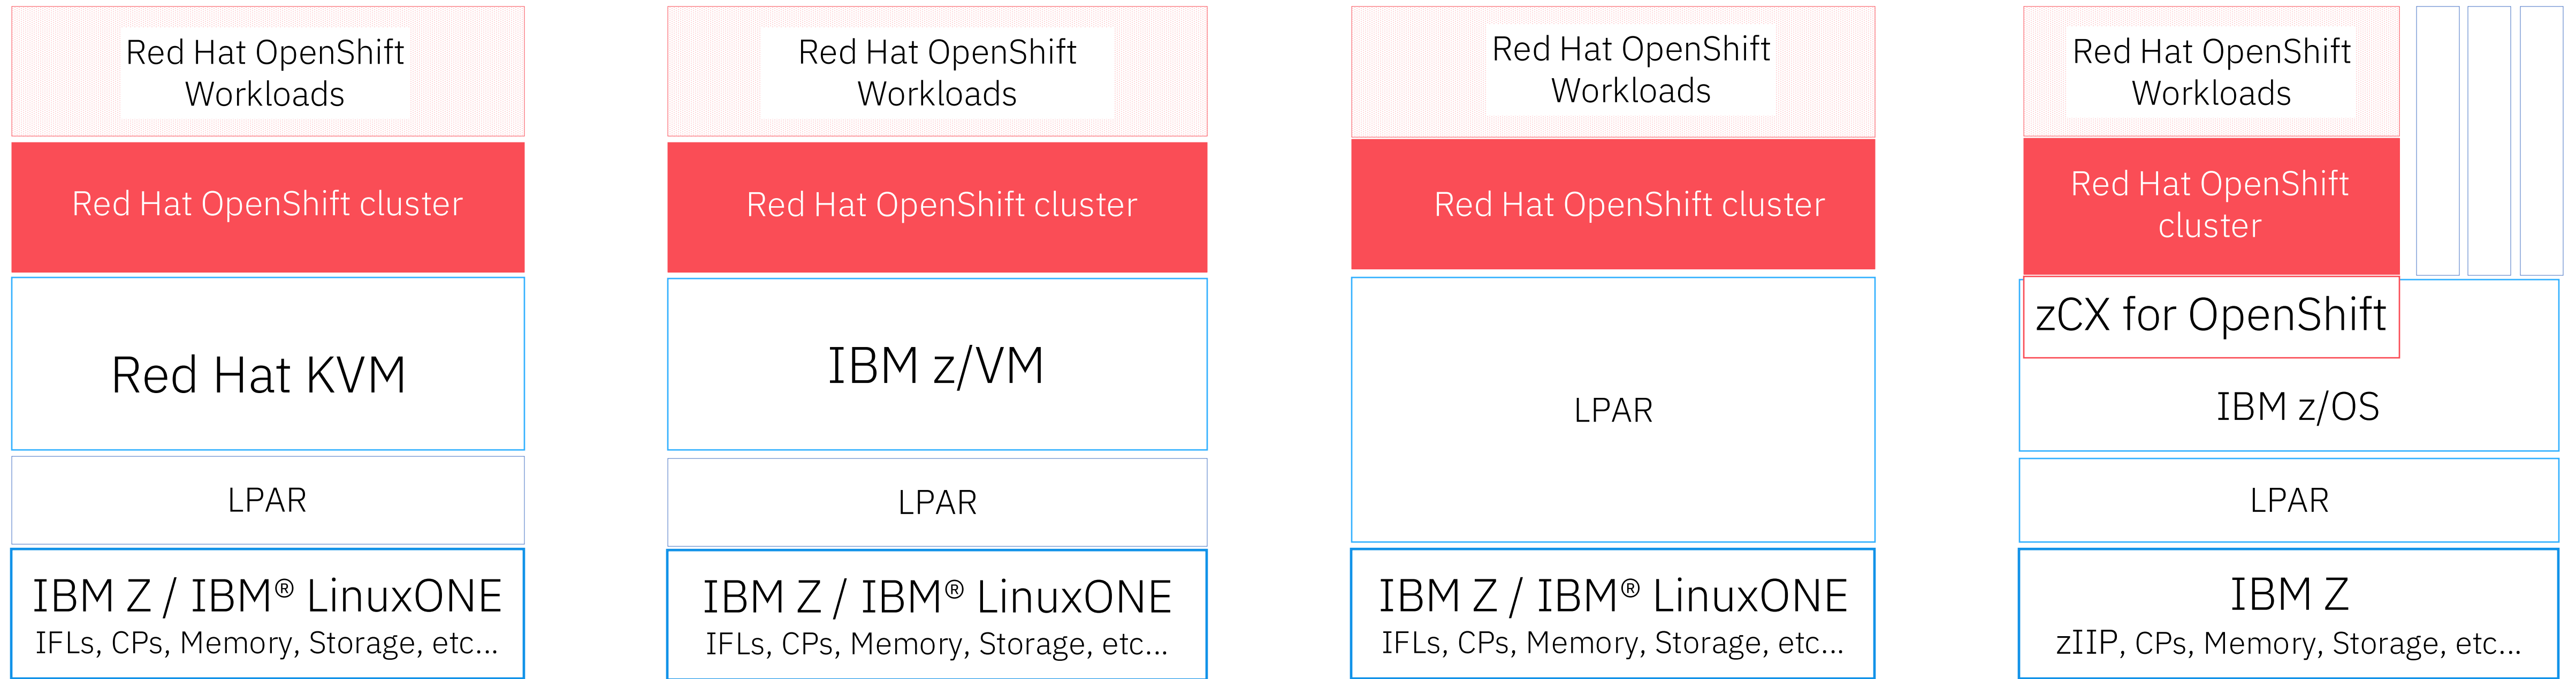 Red Hat OpenShift
Workloads
Red Hat OpenShift cluster
Red Hat KVM
LPAR
IBM Z / IBM® LinuxONE
IFLs, CPs, Memory, Storage, etc...
Red Hat OpenShift
Workloads
Red Hat OpenShift cluster
IBM z/VM
LPAR
IBM Z / IBM® LinuxONE
IFLs, CPs, Memory, Storage, etc...
Red Hat OpenShift
Workloads
Red Hat OpenShift cluster
LPAR
IBM Z / IBM® LinuxONE
IFLs, CPs, Memory, Storage, etc...
Red Hat OpenShift
Workloads
Red Hat OpenShift
cluster
zCX for OpenShift
IBM z/OS
LPAR
IBM Z
zIIP, CPs, Memory, Storage, etc...